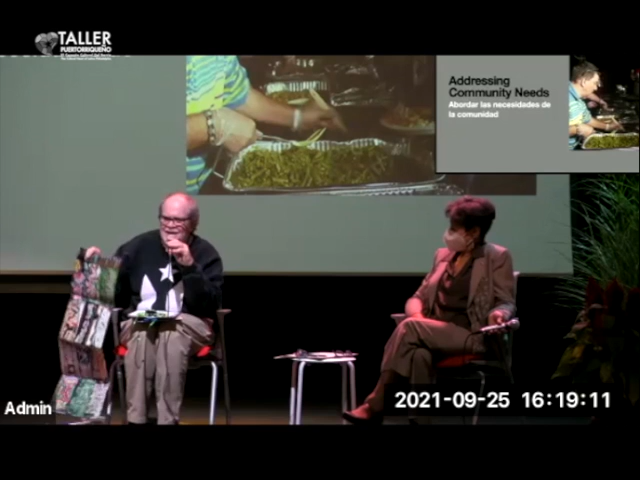 TALLER
PUERTORRIQUEÑO
Addressing
Community Needs
Abordar las necesidades de
la comunidad
Admin
2021-09-25 16:19:11